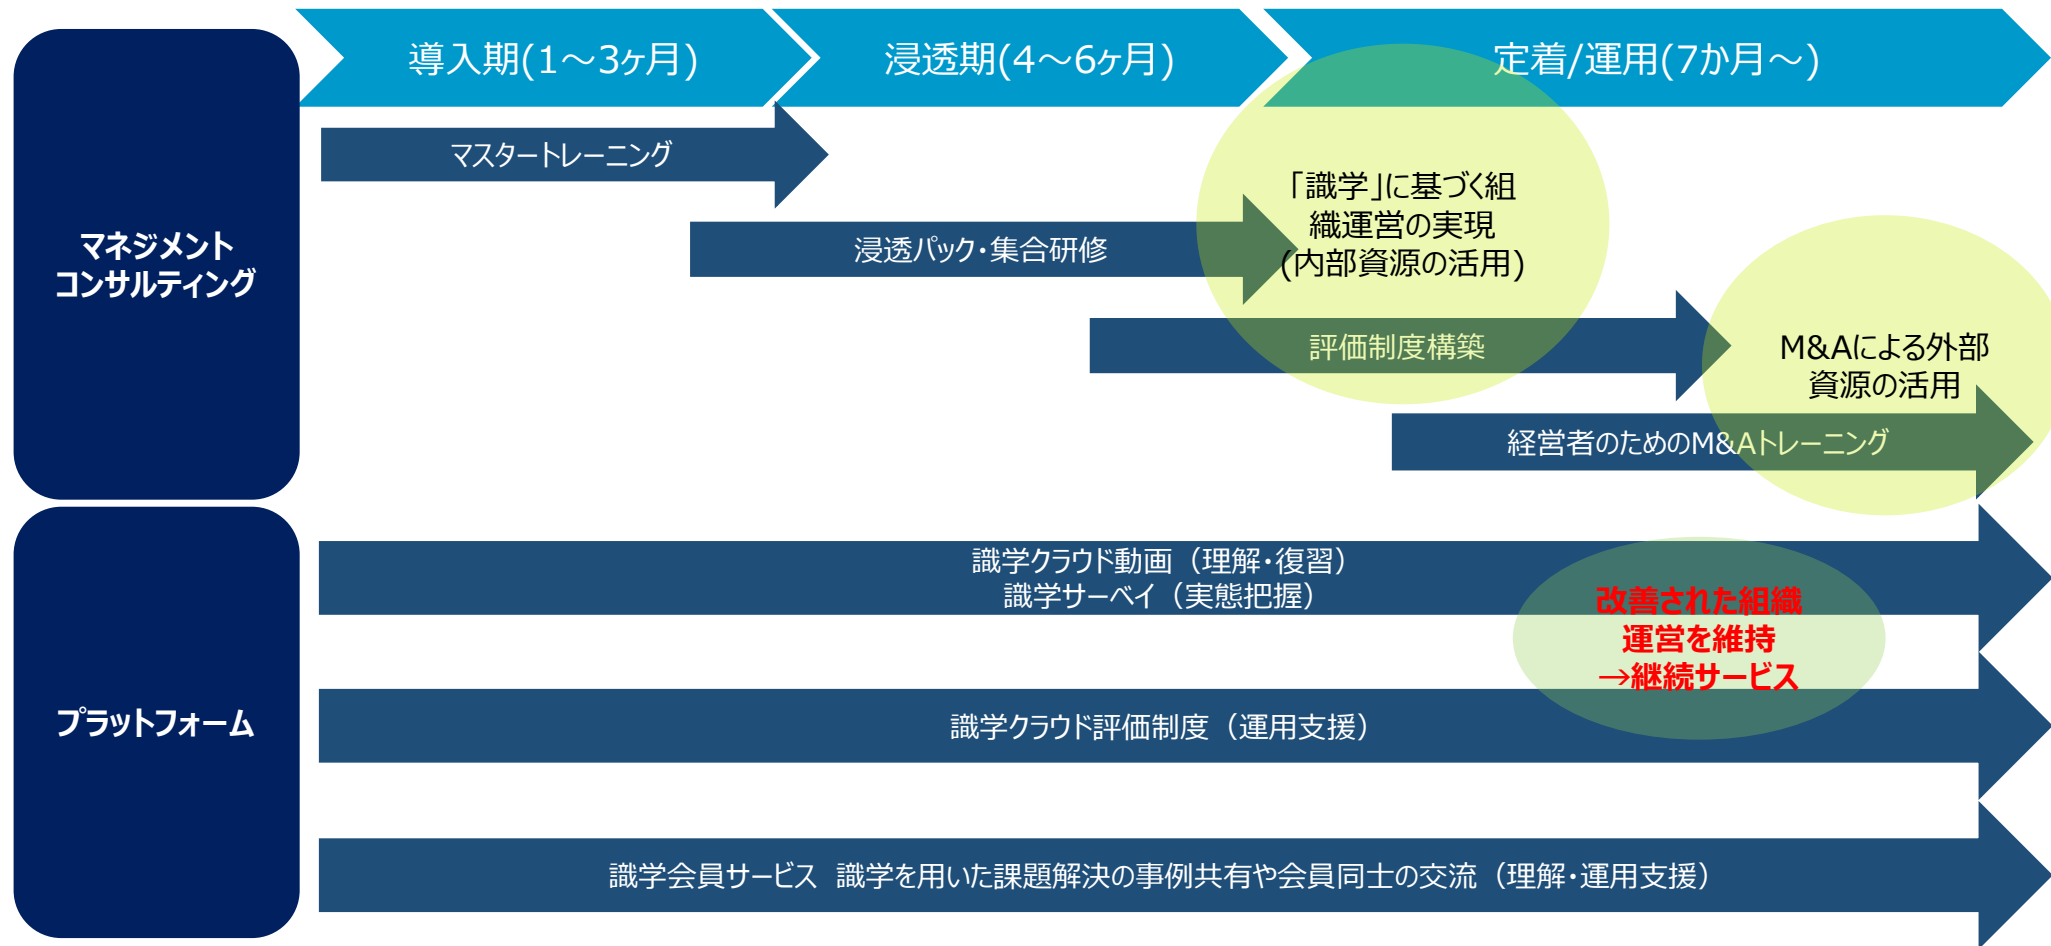 導入期(1～3ヶ月)
浸透期(4～6ヶ月)
定着/運用(7か月～)
マネジメント
コンサルティング
マスタートレーニング
浸透パック・集合研修
「識学」に基づく組
織運営の実現
(内部資源の活用)
評価制度構築
M&Aによる外部
資源の活用
経営者のためのM&Aトレーニング
プラットフォーム
識学クラウド動画（理解・復習）
識学サーベイ（実態把握）
改善された組織
運営を維持
→継続サービス
識学クラウド評価制度（運用支援）
識学会員サービス 識学を用いた課題解決の事例共有や会員同士の交流（理解・運用支援）